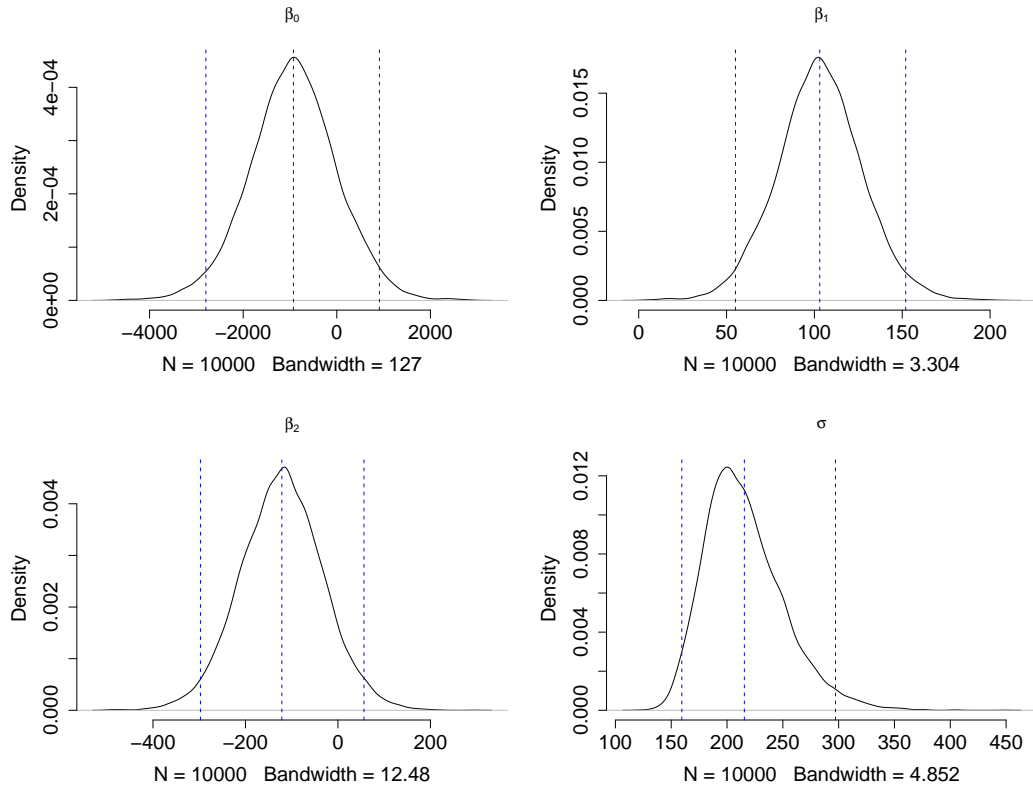 β₀
Density
0e+00 2e−04 4e−04
−4000 −2000 0 2000
N = 10000 Bandwidth = 127
β₁
Density
0.000 0.005 0.010 0.015
0 50 100 150 200
N = 10000 Bandwidth = 3.304
β₂
Density
0.000 0.002 0.004
−400 −200 0 200
N = 10000 Bandwidth = 12.48
σ
Density
0.000 0.004 0.008 0.012
100 150 200 250 300 350 400 450
N = 10000 Bandwidth = 4.852